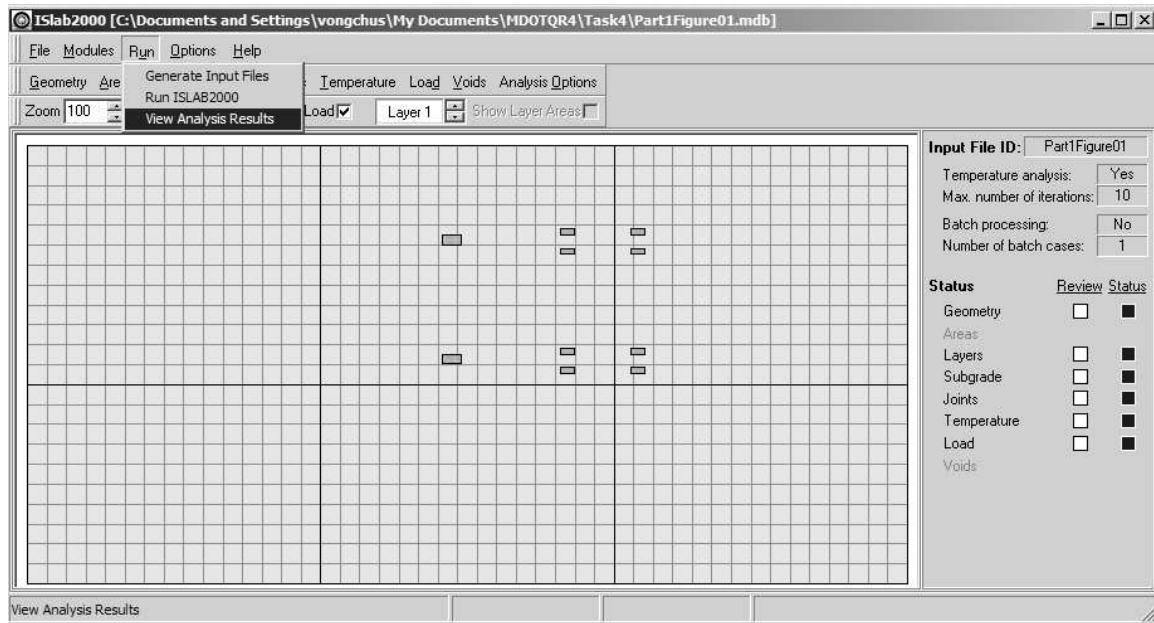 ISlab2000 [C:\Documents and Settings\vongchus\My Documents\MDOTQR4\Task4\Part1Figure01.mdb]
File Modules Run Options Help
Geometry Are Temperature Load Voids Analysis Options
Generate Input Files
Run ISLAB2000
View Analysis Results
Zoom 100 Load Layer 1 Show Layer Areas
Input File ID: Part1Figure01
Temperature analysis: Yes
Max. number of iterations: 10
Batch processing: No
Number of batch cases: 1
Status Review Status
Geometry
Areas
Layers
Subgrade
Joints
Temperature
Load
Voids
View Analysis Results